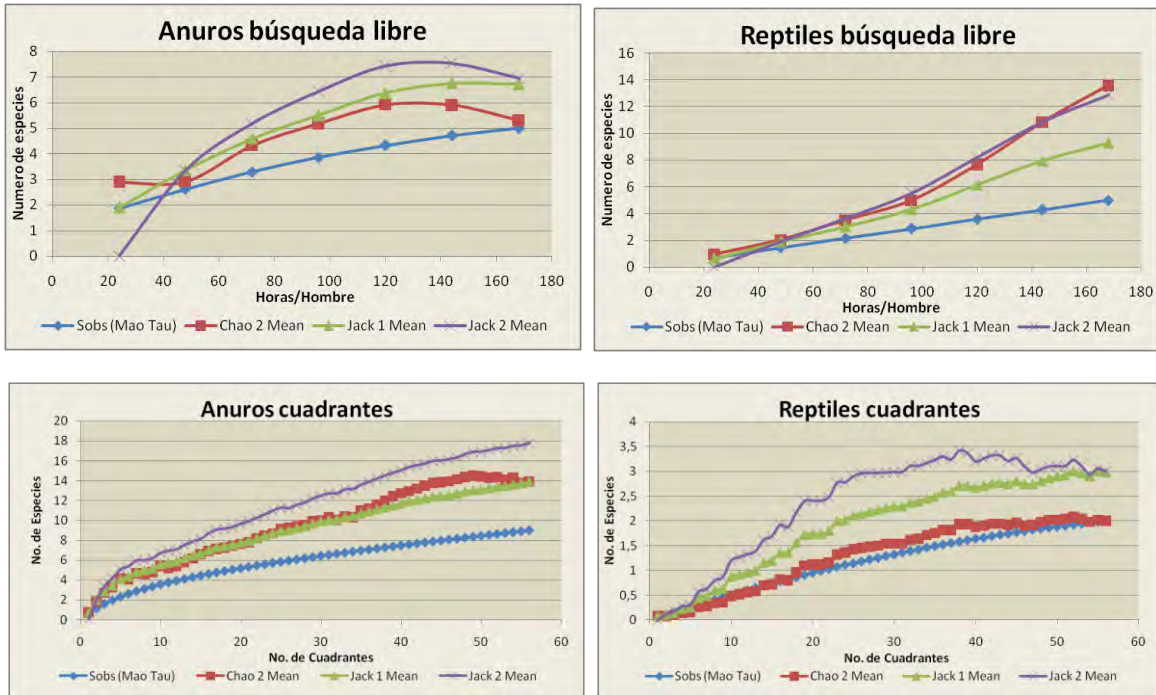 Anuros búsqueda libre
Numero de especies
8
7
6
5
4
3
2
1
0
0 20 40 60 80 100 120 140 160 180
Horas/Hombre
Sobs (Mao Tau) Chao 2 Mean Jack 1 Mean Jack 2 Mean
Reptiles búsqueda libre
Numero de especies
16
14
12
10
8
6
4
2
0
0 20 40 60 80 100 120 140 160 180
Horas/Hombre
Sobs (Mao Tau) Chao 2 Mean Jack 1 Mean Jack 2 Mean
Anuros cuadrantes
No. de Especies
20
18
16
14
12
10
8
6
4
2
0
0 10 20 30 40 50 60
No. de Cuadrantes
Sobs (Mao Tau) Chao 2 Mean Jack 1 Mean Jack 2 Mean
Reptiles cuadrantes
No. de Especies
4
3,5
3
2,5
2
1,5
1
0,5
0
0 10 20 30 40 50 60
No. de Cuadrantes
Sobs (Mao Tau) Chao 2 Mean Jack 1 Mean Jack 2 Mean